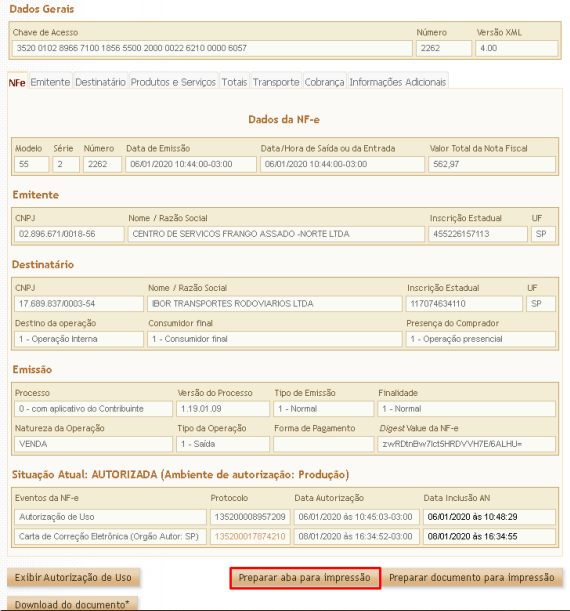 Dados Gerais
Chave de Acesso Número Versão XML
3520 0102 8966 7100 1856 5500 2000 0022 6210 0000 6057 2262 4.00
NFe Emitente Destinatário Produtos e Serviços Totais Transporte Cobrança Informações Adicionais
Dados da NF-e
Modelo Série Número Data de Emissão Data/Hora de Saída ou da Entrada Valor Total da Nota Fiscal
55 2 2262 06/01/2020 10:44:00-03:00 06/01/2020 10:44:00-03:00 562,97
Emitente
CNPJ Nome / Razão Social Inscrição Estadual UF
02.896.671/0018-56 CENTRO DE SERVICOS FRANGO ASSADO -NORTE LTDA 455226157113 SP
Destinatário
CNPJ Nome / Razão Social Inscrição Estadual UF
17.689.837/0003-54 IBOR TRANSPORTES RODOVIARIOS LTDA 117074634110 SP
Destino da operação Consumidor final Presença do Comprador
1 - Operação Interna 1 - Consumidor final 1 - Operação presencial
Emissão
Processo Versão do Processo Tipo de Emissão Finalidade
0 - com aplicativo do Contribuinte 1.19.01.09 1 - Normal 1 - Normal
Natureza da Operação Tipo da Operação Forma de Pagamento Digest Value da NF-e
VENDA 1 - Saída zwRDtnBw7Ict5HRDVVH7E/6ALHU=
Situação Atual: AUTORIZADA (Ambiente de autorização: Produção)
Eventos da NF-e Protocolo Data Autorização Data Inclusão AN
Autorização de Uso 135200008957209 06/01/2020 às 10:45:03-03:00 06/01/2020 às 10:48:29
Carta de Correção Eletrônica (Orgão Autor: SP) 135200017874210 08/01/2020 às 16:34:52-03:00 08/01/2020 às 16:34:55
Exibir Autorização de Uso Preparar aba para impressão Preparar documento para impressão
Download do documento*